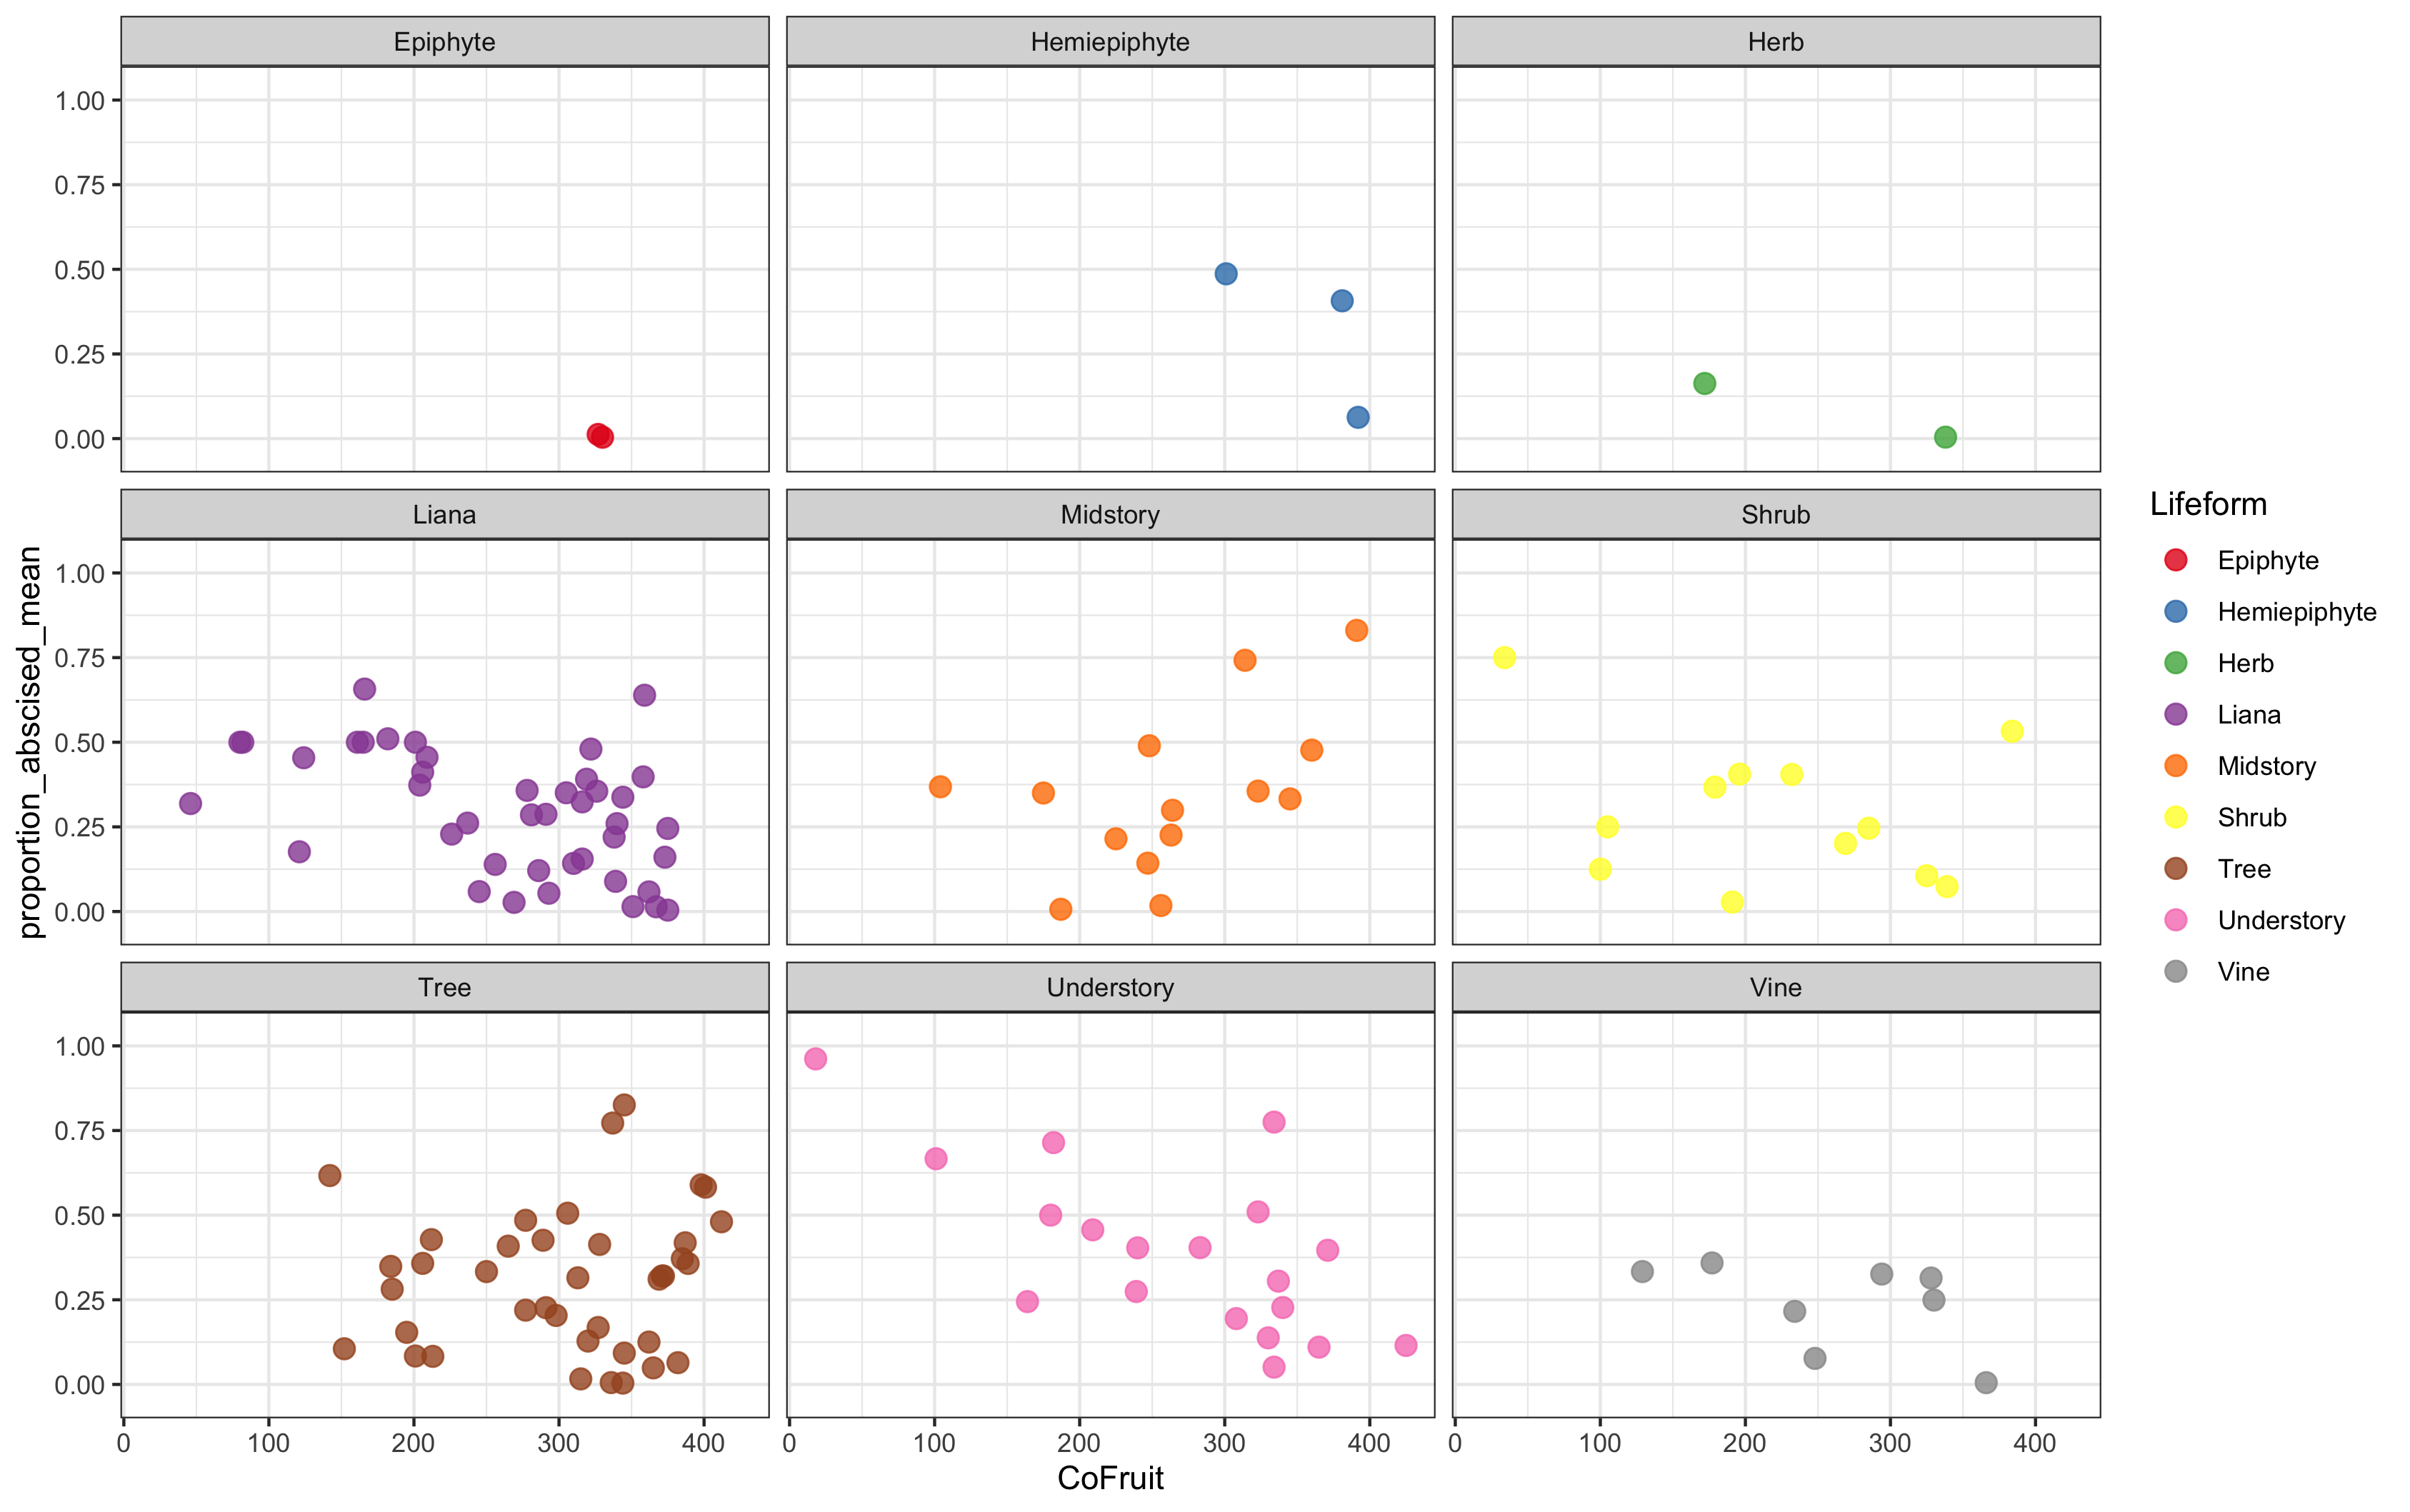 Epiphyte
Hemiepiphyte
Herb
1.00
0.75
0.50
0.25
0.00
Liana
Midstory
Shrub
1.00
0.75
0.50
0.25
0.00
Tree
Understory
Vine
1.00
0.75
0.50
0.25
0.00
0 100 200 300 400
0 100 200 300 400
0 100 200 300 400
CoFruit
proportion_abscised_mean
Lifeform
Epiphyte
Hemiepiphyte
Herb
Liana
Midstory
Shrub
Tree
Understory
Vine